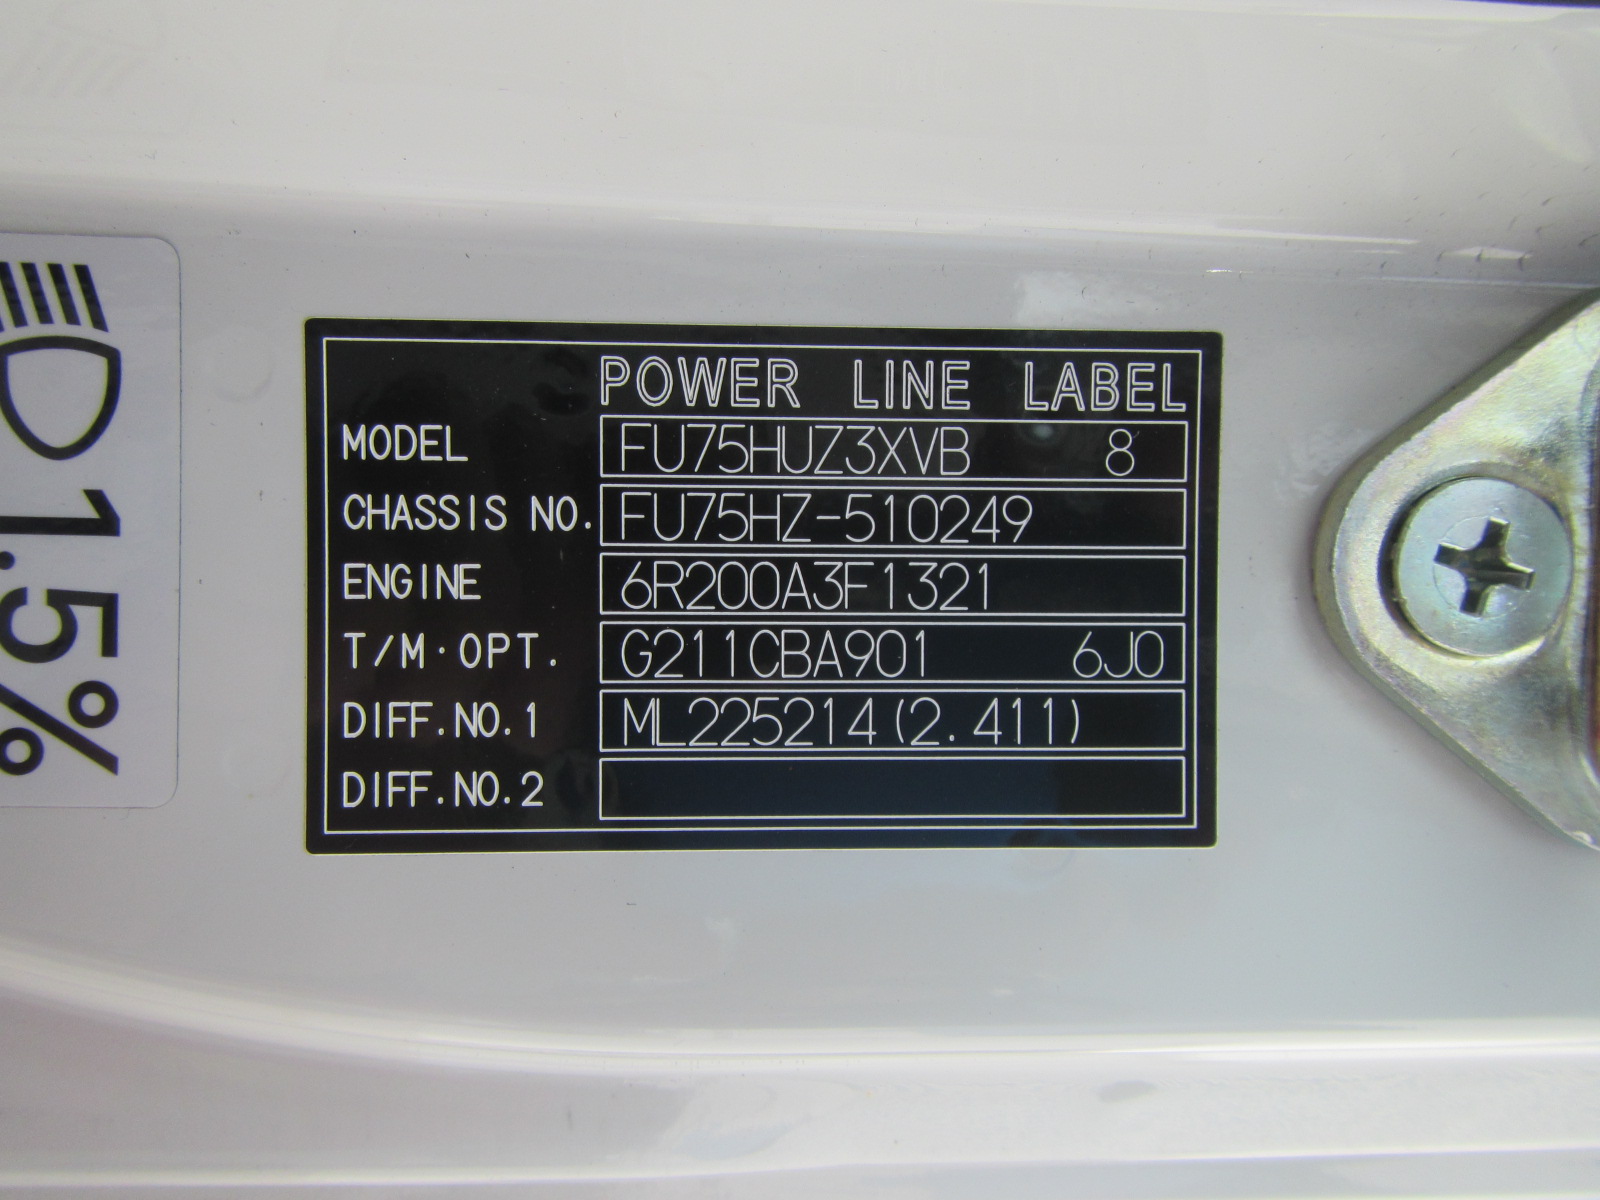 POWER LINE LABEL
MODEL FU75HUZ3XVB 8
CHASSIS NO. FU75HZ-510249
ENGINE 6R200A3F1321
T/M·OPT. G211CBA901 6J0
DIFF.NO.1 ML225214(2.411)
DIFF.NO.2
1.5%